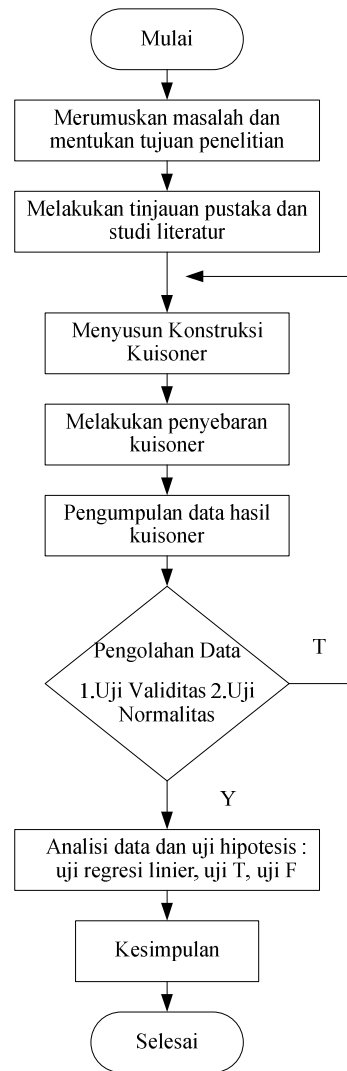 Mulai
Merumuskan masalah dan
mentukan tujuan penelitian
Melakukan tinjauan pustaka dan
studi literatur
Menyusun Konstruksi
Kuisoner
Melakukan penyebaran
kuisoner
Pengumpulan data hasil
kuisoner
Pengolahan Data
1.Uji Validitas 2.Uji
Normalitas
T
Y
Analisi data dan uji hipotesis :
uji regresi linier, uji T, uji F
Kesimpulan
Selesai